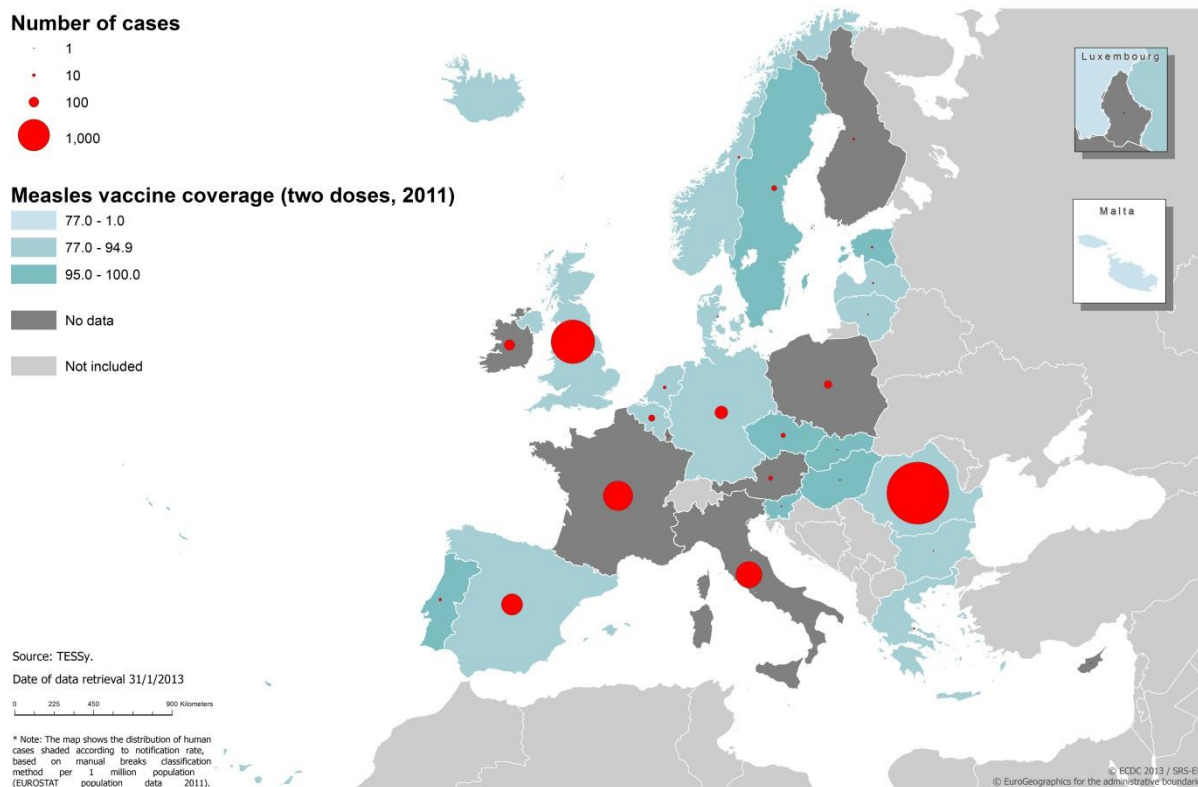 Number of cases
1
10
100
1,000
Measles vaccine coverage (two doses, 2011)
77.0 - 1.0
77.0 - 94.9
95.0 - 100.0
No data
Not included
Luxembourg
Malta
Source: TESSy.
Date of data retrieval 31/1/2013
0 225 450 900 Kilometers
* Note: The map shows the distribution of human
cases shaded according to notification rate,
based on manual breaks classification
method per 1 million population
(EUROSTAT population data 2011).
© ECDC 2013 / SRS-E
© EuroGeographics for the administrative boundarie